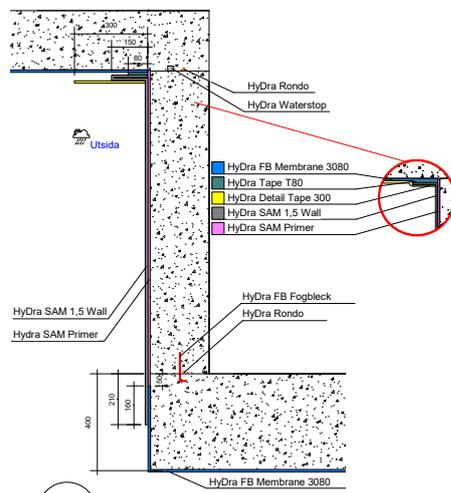 300
150
80
HyDra Rondo
HyDra Waterstop
Utsida
HyDra FB Membrane 3080
HyDra Tape T80
HyDra Detail Tape 300
HyDra SAM 1,5 Wall
HyDra SAM Primer
HyDra FB Fogbleck
HyDra SAM 1,5 Wall
HyDra Rondo
Hydra SAM Primer
50
210
160
400
HyDra FB Membrane 3080